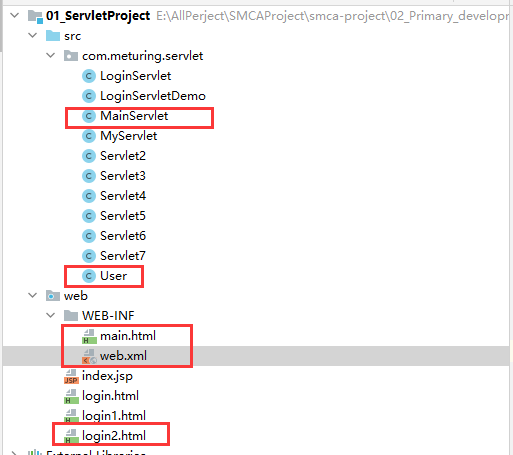 01_ServletProject E:\AllPerject\SMCAProject\smca-project\02_Primary_developr
src
com.meturing.servlet
LoginServlet
LoginServletDemo
MainServlet
MyServlet
Servlet2
Servlet3
Servlet4
Servlet5
Servlet6
Servlet7
User
web
WEB-INF
main.html
web.xml
index.jsp
login.html
login1.html
login2.html
External Libraries